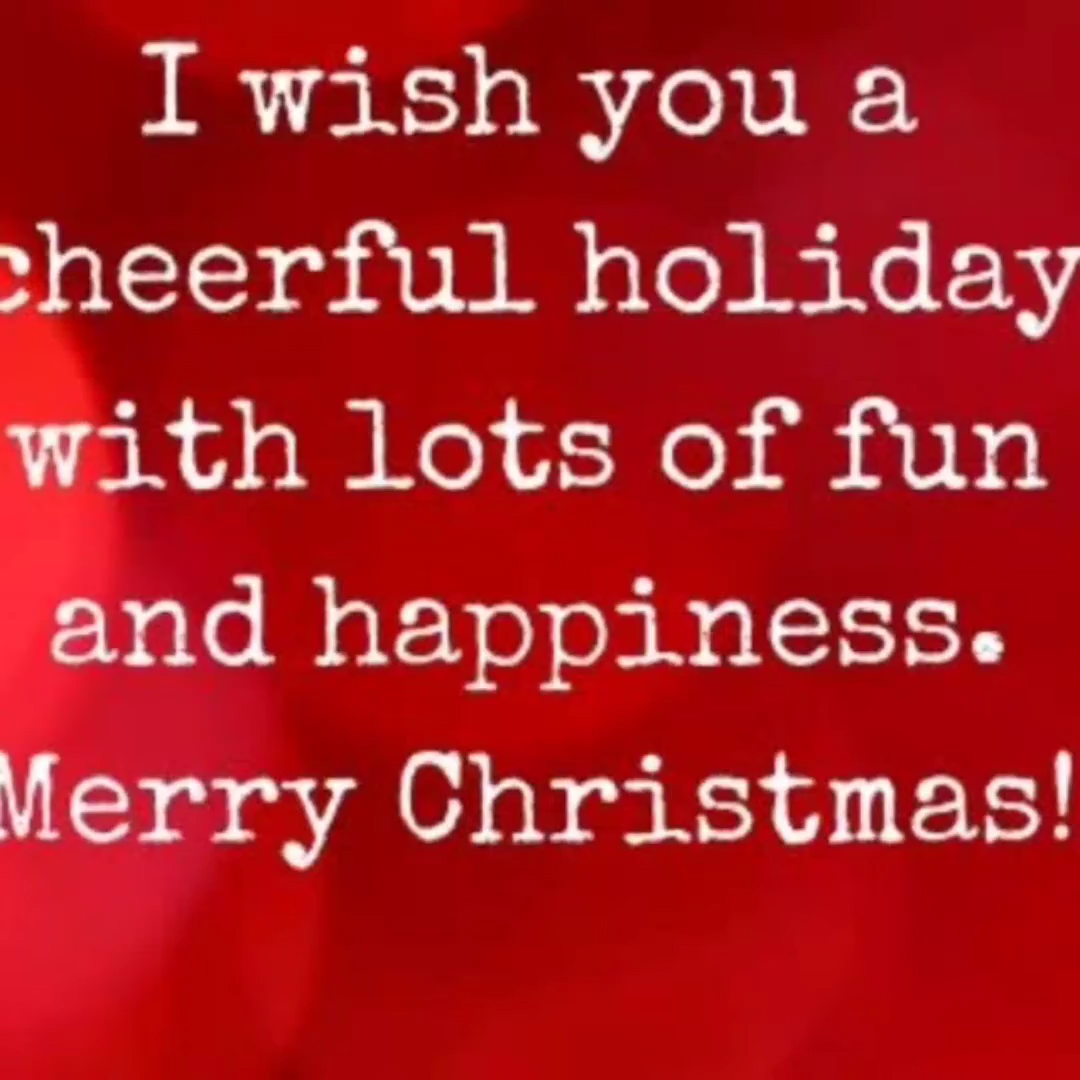 I wish you a
cheerful holiday
with lots of fun
and happiness.
Merry Christmas!